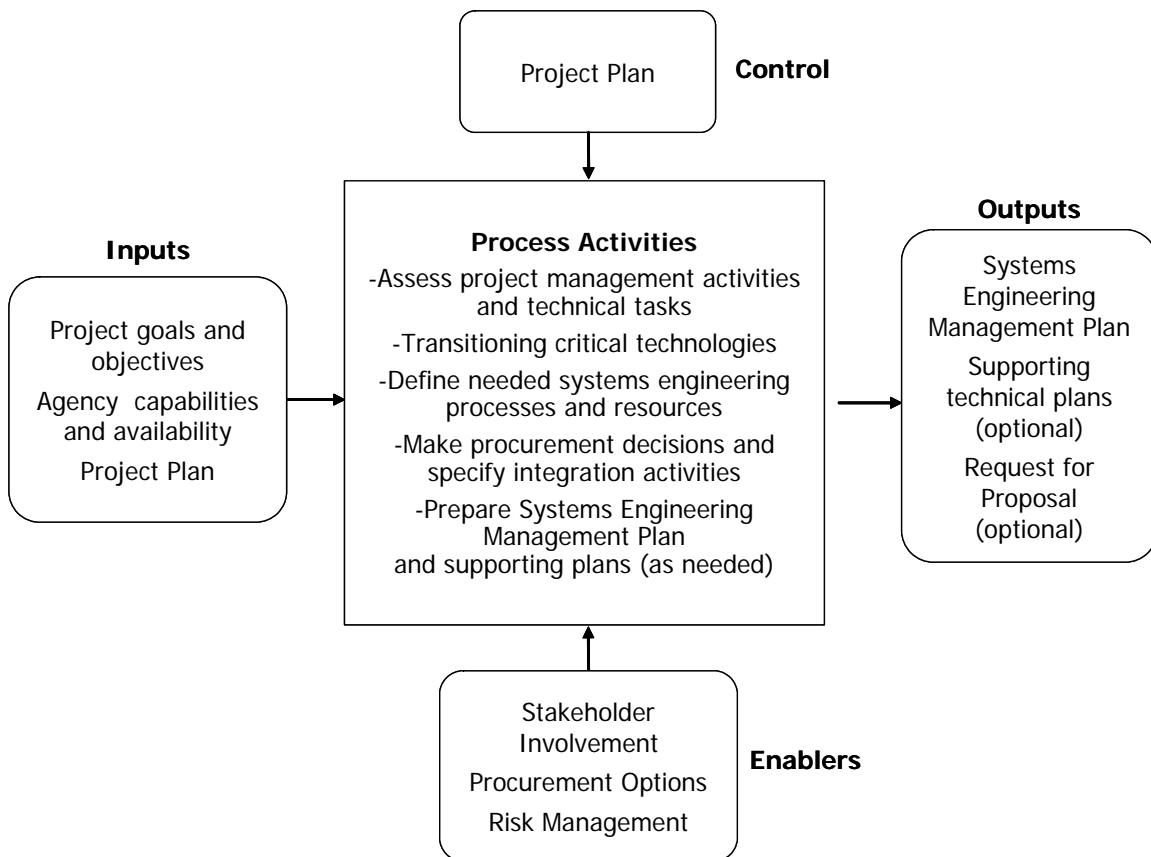 Project Plan
Control
Inputs
Project goals and
objectives
Agency capabilities
and availability
Project Plan
Process Activities
-Assess project management activities
and technical tasks
-Transitioning critical technologies
-Define needed systems engineering
processes and resources
-Make procurement decisions and
specify integration activities
-Prepare Systems Engineering
Management Plan
and supporting plans (as needed)
Outputs
Systems
Engineering
Management Plan
Supporting
technical plans
(optional)
Request for
Proposal
(optional)
Stakeholder
Involvement
Procurement Options
Risk Management
Enablers